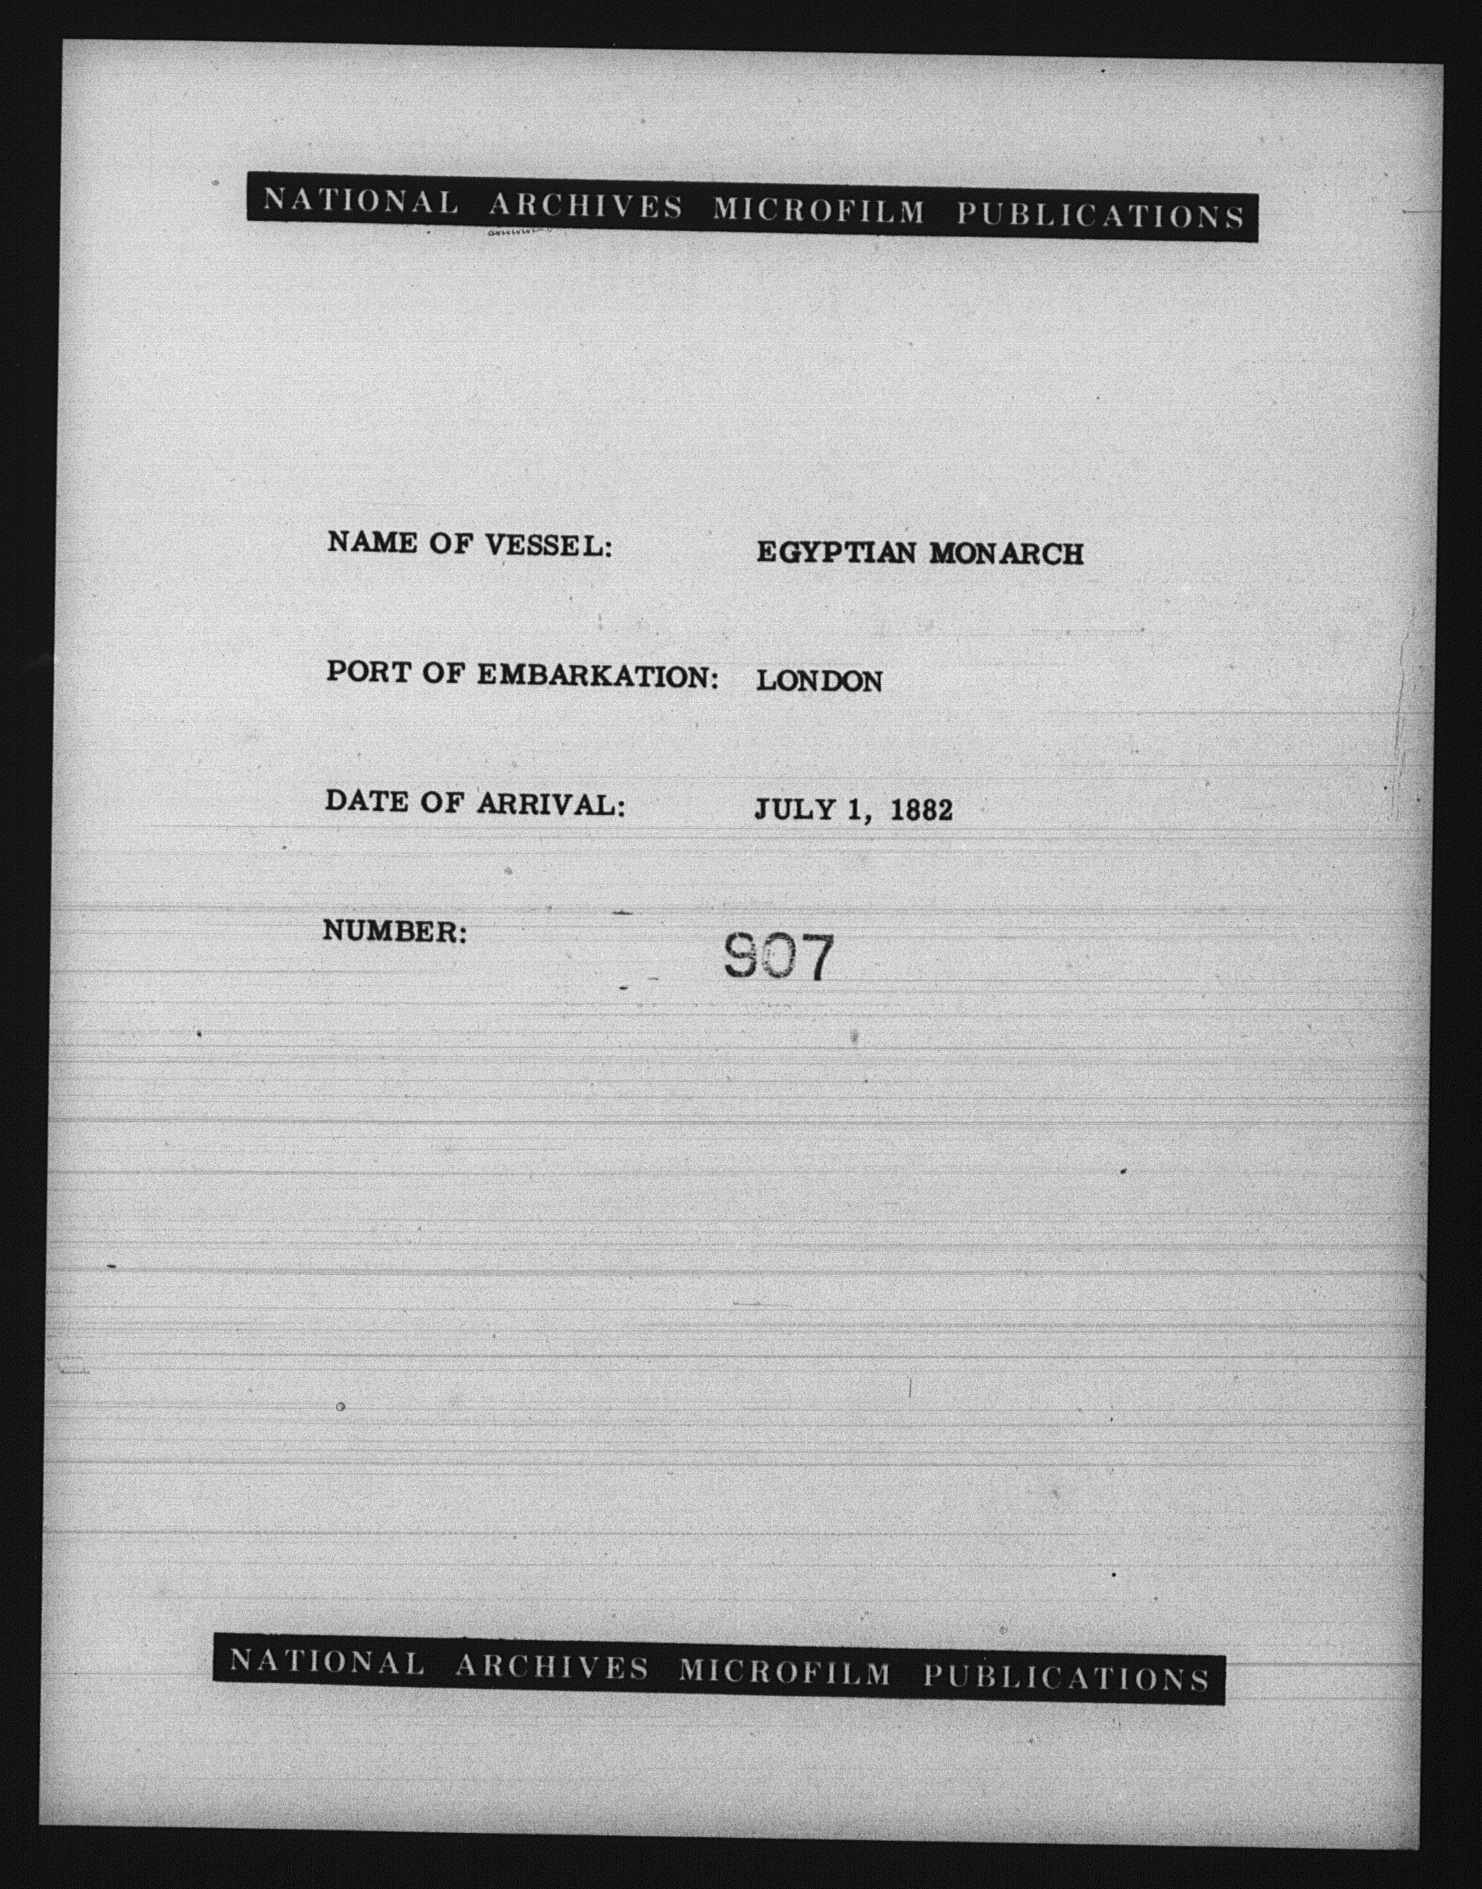 NATIONAL ARCHIVES MICROFILM PUBLICATIONS
NAME OF VESSEL: EGYPTIAN MONARCH
PORT OF EMBARKATION: LONDON
DATE OF ARRIVAL: JULY 1, 1882
NUMBER: 907
NATIONAL ARCHIVES MICROFILM PUBLICATIONS